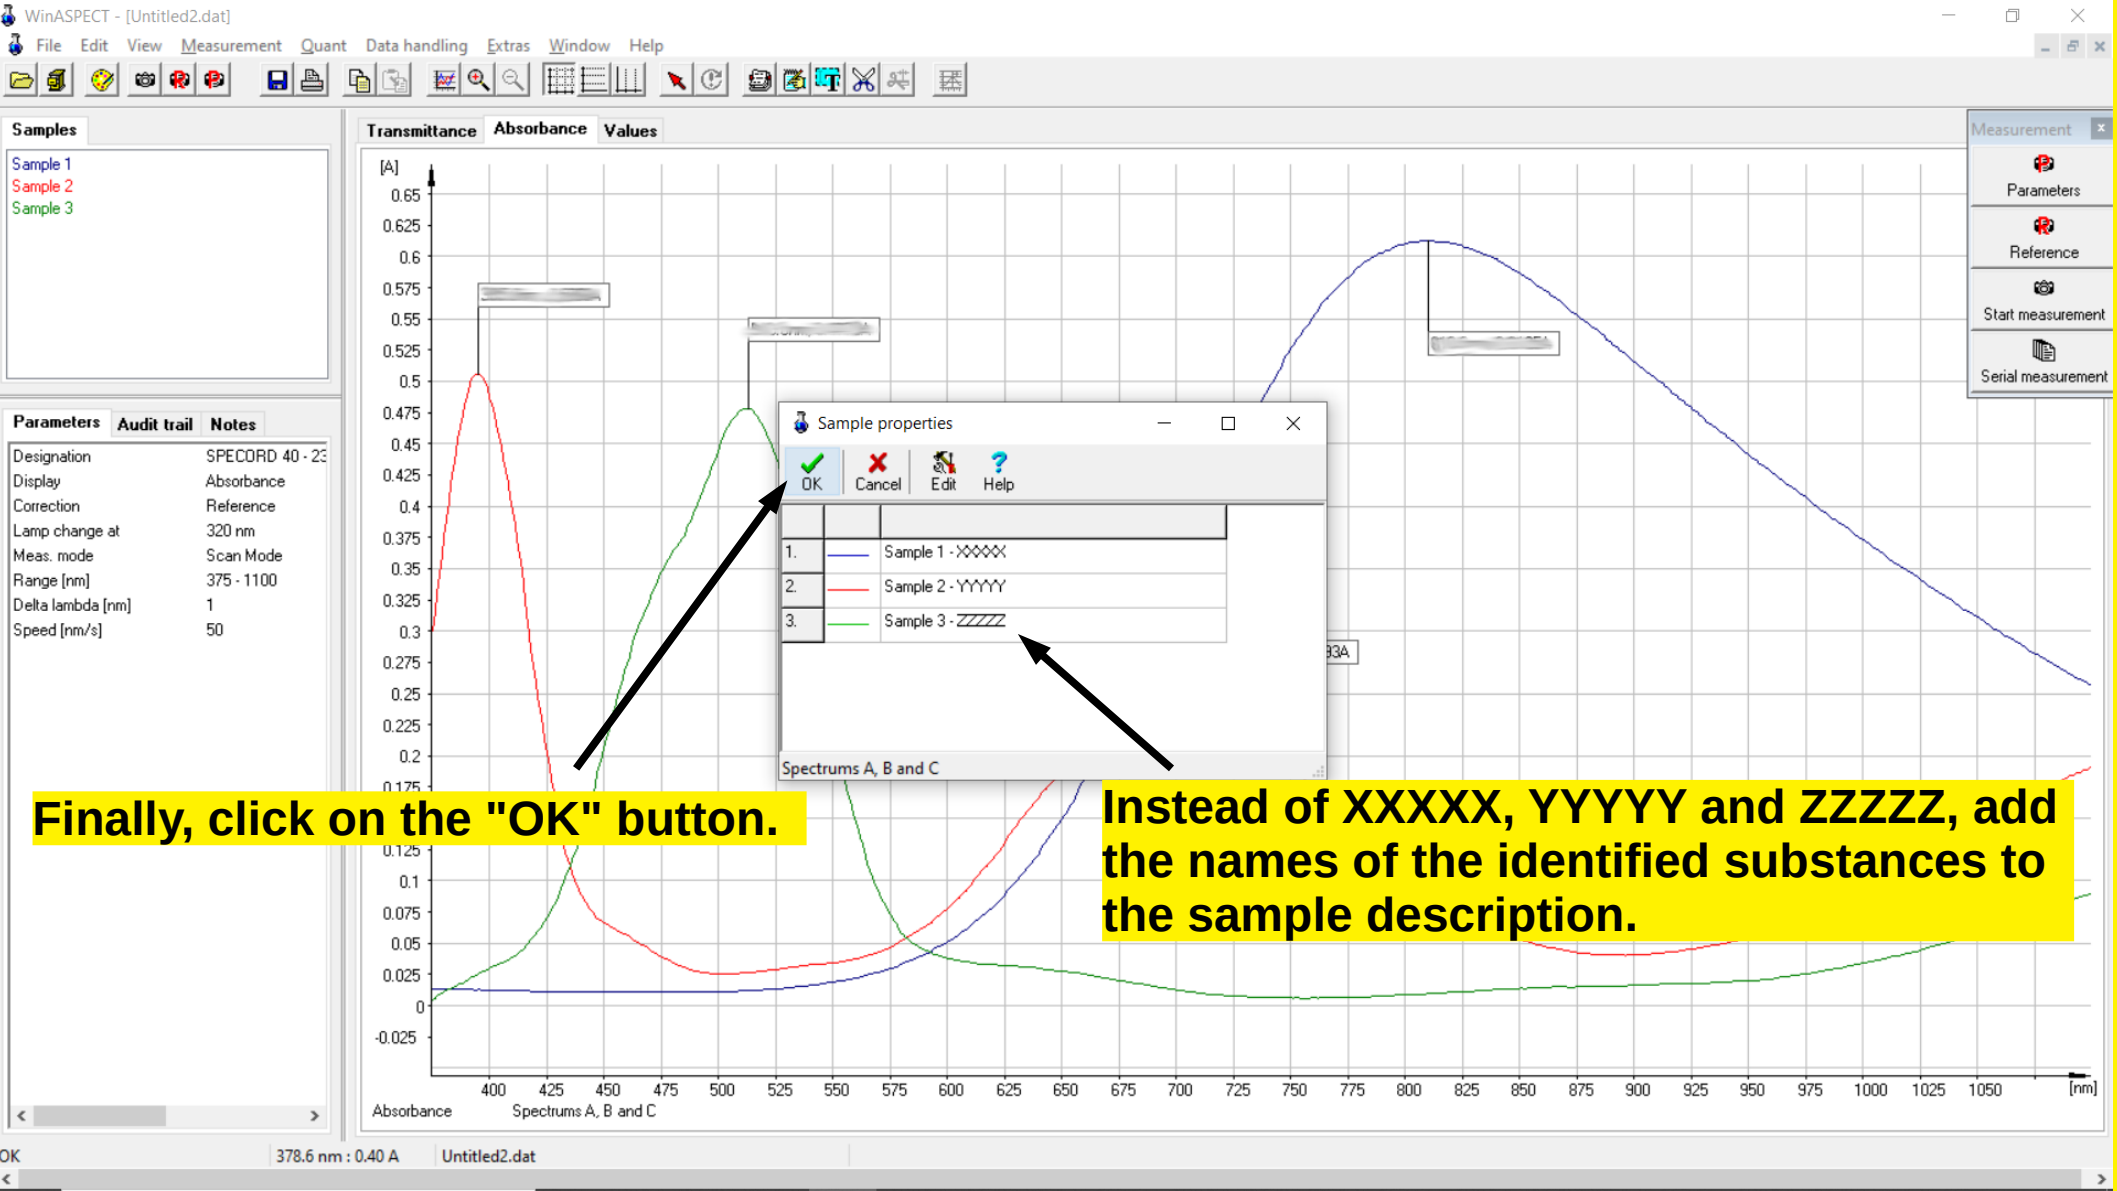 WinASPECT - [Untitled2.dat]
File Edit View Measurement Quant Data handling Extras Window Help
Samples
Sample 1
Sample 2
Sample 3
Parameters Audit trail Notes
Designation SPECORD 40 - 23
Display Absorbance
Correction Reference
Lamp change at 320 nm
Meas. mode Scan Mode
Range [nm] 375 - 1100
Delta lambda [nm] 1
Speed [nm/s] 50
Transmittance Absorbance Values
[A]
0.65
0.625
0.6
0.575
0.55
0.525
0.5
0.475
0.45
0.425
0.4
0.375
0.35
0.325
0.3
0.275
0.25
0.225
0.2
0.175
0.125
0.1
0.075
0.05
0.025
0
-0.025
400 425 450 475 500 525 550 575 600 625 650 675 700 725 750 775 800 825 850 875 900 925 950 975 1000 1025 1050 [nm]
Absorbance Spectrums A, B and C
Sample properties
OK Cancel Edit Help
1. Sample 1 - XXXXX
2. Sample 2 - YYYYY
3. Sample 3 - ZZZZZ
Spectrums A, B and C
93A
Finally, click on the "OK" button.
Instead of XXXXX, YYYYY and ZZZZZ, add
the names of the identified substances to
the sample description.
Measurement
Parameters
Reference
Start measurement
Serial measurement
OK 378.6 nm : 0.40 A Untitled2.dat